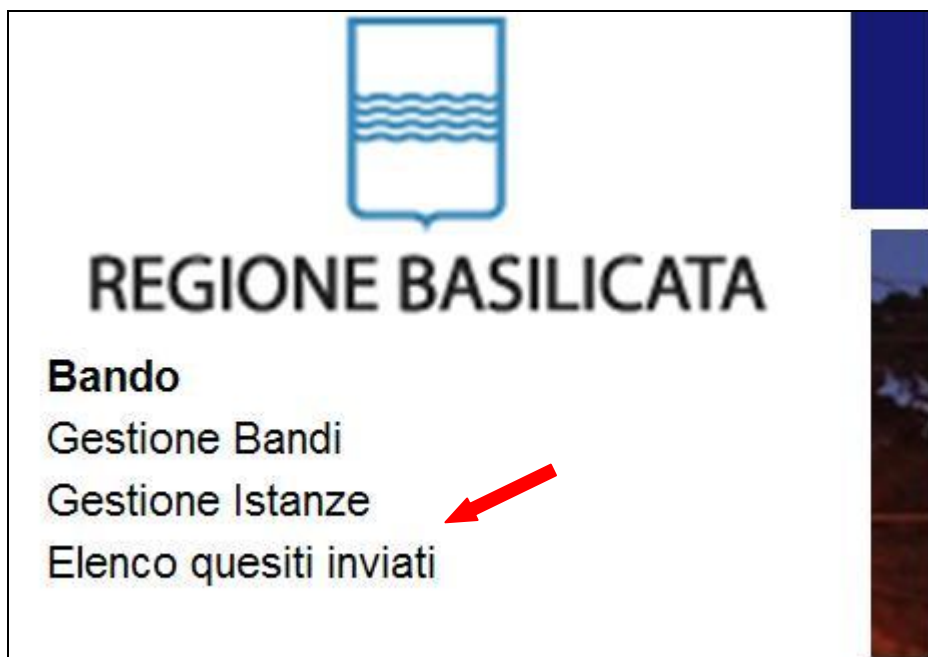 REGIONE BASILICATA
Bando
Gestione Bandi
Gestione Istanze
Elenco quesiti inviati